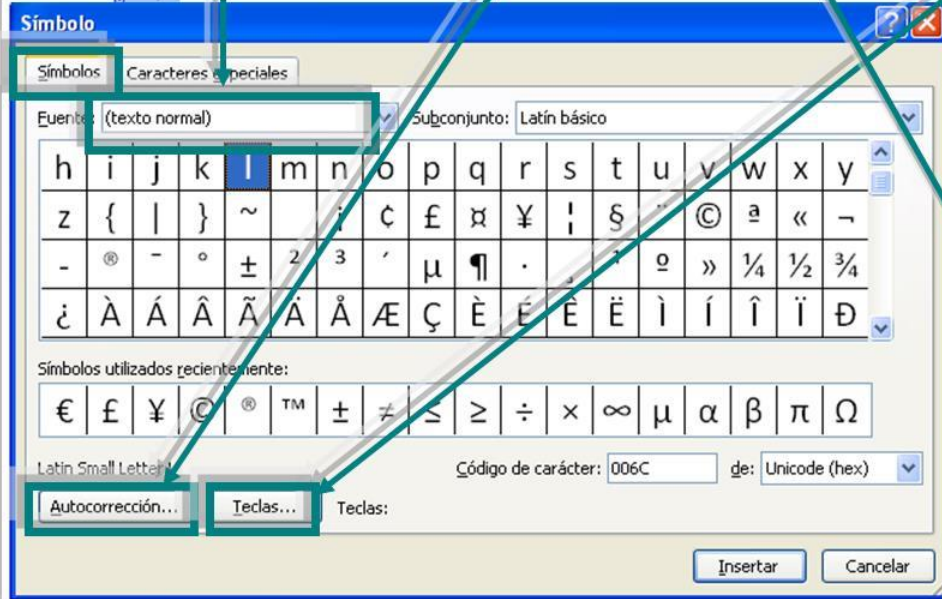 Símbolo
Símbolos Caracteres especiales
Fuente: (texto normal) Subconjunto: Latín básico
h i j k l m n o p q r s t u v w x y
z { | } ~ ¡ ¢ £ ¤ ¥ ¦ § ¨ © ª « ¬
- ® ¯ ° ± ² ³ ´ µ ¶ · ¸ ¹ º » ¼ ½ ¾
¿ À Á Â Ã Ä Å Æ Ç È É Ê Ë Ì Í Î Ï Ð
Símbolos utilizados recientemente:
€ £ ¥ © ® ™ ± ≠ ≤ ≥ ÷ × ∞ µ α β π Ω
Latin Small Letter Código de carácter: 006C de: Unicode (hex)
Autocorrección... Teclas... Teclas:
Insertar Cancelar